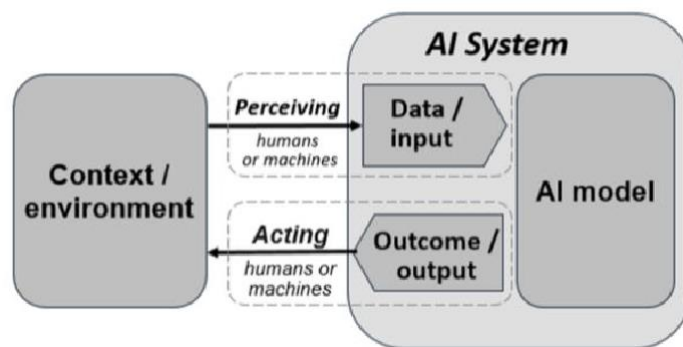 AI System
Perceiving
humans
or machines
Data /
input
Context /
environment
AI model
Acting
humans or
machines
Outcome /
output